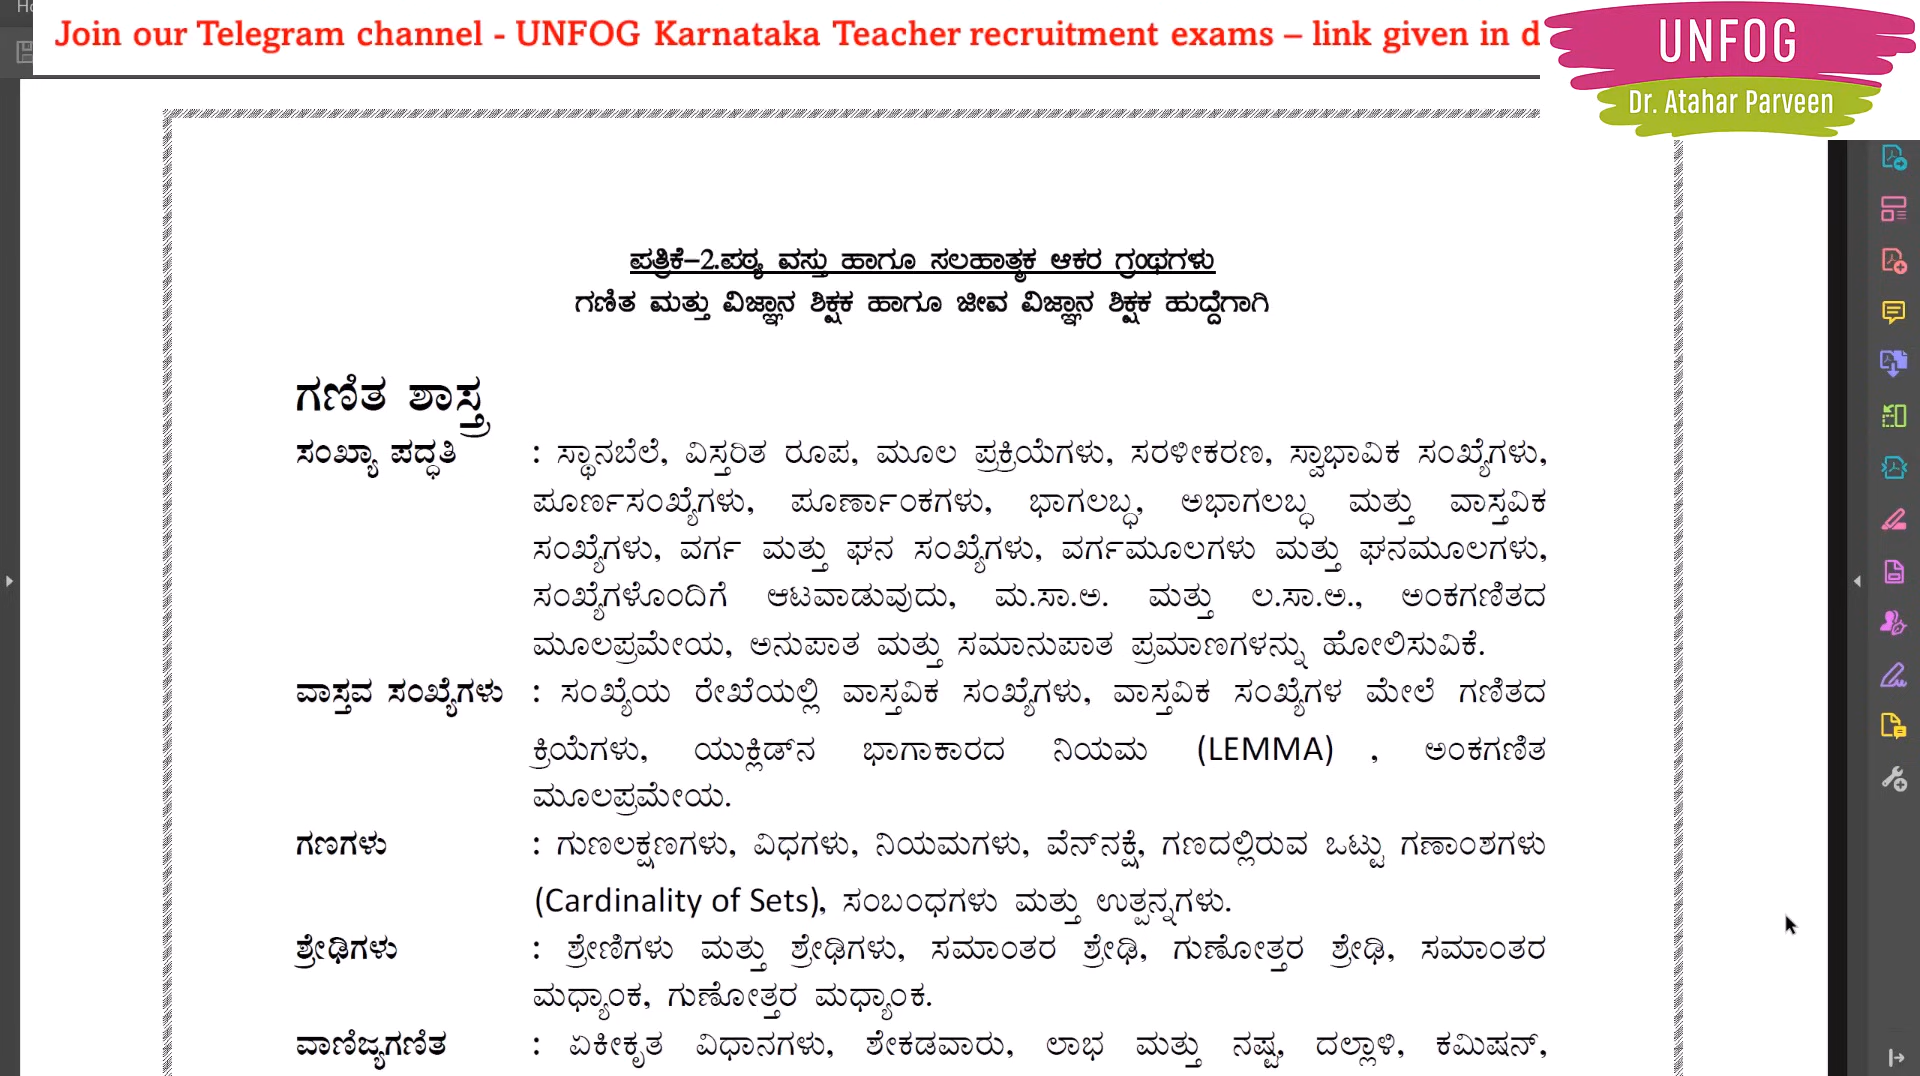 Join our Telegram channel - UNFOG Karnataka Teacher recruitment exams – link given in d
UNFOG
Dr. Atahar Parveen
ಪತ್ರಿಕೆ–2.ಪಠ್ಯ ವಸ್ತು ಹಾಗೂ ಸಲಹಾತ್ಮಕ ಆಕರ ಗ್ರಂಥಗಳು
ಗಣಿತ ಮತ್ತು ವಿಜ್ಞಾನ ಶಿಕ್ಷಕ ಹಾಗೂ ಜೀವ ವಿಜ್ಞಾನ ಶಿಕ್ಷಕ ಹುದ್ದೆಗಾಗಿ
ಗಣಿತ ಶಾಸ್ತ್ರ
ಸಂಖ್ಯಾ ಪದ್ಧತಿ : ಸ್ಥಾನಬೆಲೆ, ವಿಸ್ತರಿತ ರೂಪ, ಮೂಲ ಪ್ರಕ್ರಿಯೆಗಳು, ಸರಳೀಕರಣ, ಸ್ವಾಭಾವಿಕ ಸಂಖ್ಯೆಗಳು,
ಪೂರ್ಣಸಂಖ್ಯೆಗಳು, ಪೂರ್ಣಾಂಕಗಳು, ಭಾಗಲಬ್ಧ, ಅಭಾಗಲಬ್ಧ ಮತ್ತು ವಾಸ್ತವಿಕ
ಸಂಖ್ಯೆಗಳು, ವರ್ಗ ಮತ್ತು ಘನ ಸಂಖ್ಯೆಗಳು, ವರ್ಗಮೂಲಗಳು ಮತ್ತು ಘನಮೂಲಗಳು,
ಸಂಖ್ಯೆಗಳೊಂದಿಗೆ ಆಟವಾಡುವುದು, ಮ.ಸಾ.ಅ. ಮತ್ತು ಲ.ಸಾ.ಅ., ಅಂಕಗಣಿತದ
ಮೂಲಪ್ರಮೇಯ, ಅನುಪಾತ ಮತ್ತು ಸಮಾನುಪಾತ ಪ್ರಮಾಣಗಳನ್ನು ಹೋಲಿಸುವಿಕೆ.
ವಾಸ್ತವ ಸಂಖ್ಯೆಗಳು : ಸಂಖ್ಯೆಯ ರೇಖೆಯಲ್ಲಿ ವಾಸ್ತವಿಕ ಸಂಖ್ಯೆಗಳು, ವಾಸ್ತವಿಕ ಸಂಖ್ಯೆಗಳ ಮೇಲೆ ಗಣಿತದ
ಕ್ರಿಯೆಗಳು, ಯುಕ್ಲಿಡ್‌ನ ಭಾಗಾಕಾರದ ನಿಯಮ (LEMMA) , ಅಂಕಗಣಿತ
ಮೂಲಪ್ರಮೇಯ.
ಗಣಗಳು : ಗುಣಲಕ್ಷಣಗಳು, ವಿಧಗಳು, ನಿಯಮಗಳು, ವೆನ್‌ನಕ್ಷೆ, ಗಣದಲ್ಲಿರುವ ಒಟ್ಟು ಗಣಾಂಶಗಳು
(Cardinality of Sets), ಸಂಬಂಧಗಳು ಮತ್ತು ಉತ್ಪನ್ನಗಳು.
ಶ್ರೇಢಿಗಳು : ಶ್ರೇಣಿಗಳು ಮತ್ತು ಶ್ರೇಢಿಗಳು, ಸಮಾಂತರ ಶ್ರೇಢಿ, ಗುಣೋತ್ತರ ಶ್ರೇಢಿ, ಸಮಾಂತರ
ಮಧ್ಯಾಂಕ, ಗುಣೋತ್ತರ ಮಧ್ಯಾಂಕ.
ವಾಣಿಜ್ಯಗಣಿತ : ಏಕೀಕೃತ ವಿಧಾನಗಳು, ಶೇಕಡವಾರು, ಲಾಭ ಮತ್ತು ನಷ್ಟ, ದಲ್ಲಾಳಿ, ಕಮಿಷನ್,